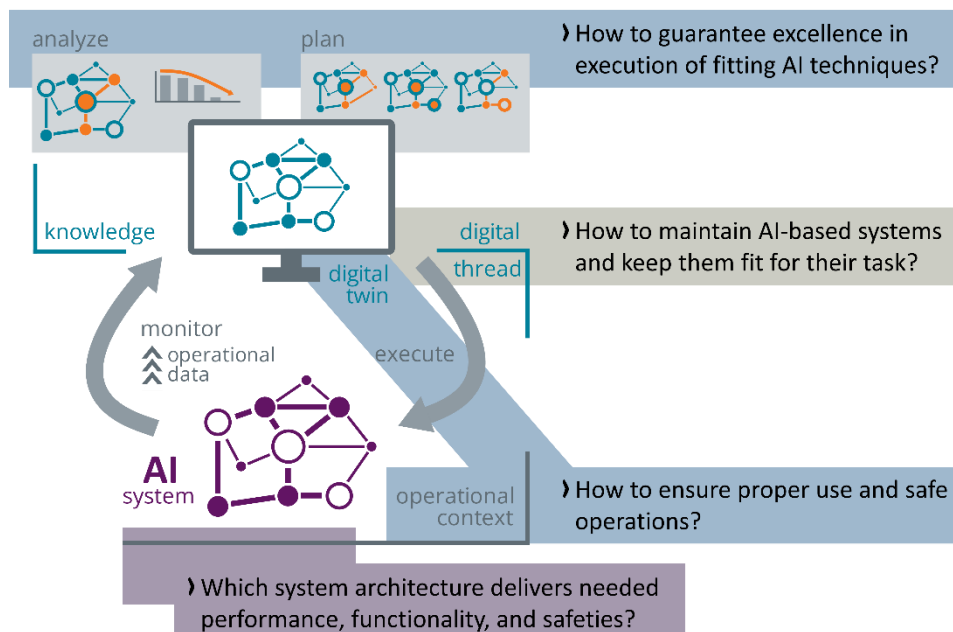 analyze
plan
❯ How to guarantee excellence in
execution of fitting AI techniques?
knowledge
digital
thread
❯ How to maintain AI-based systems
and keep them fit for their task?
digital
twin
monitor
operational
data
execute
AI
system
operational
context
❯ How to ensure proper use and safe
operations?
❯ Which system architecture delivers needed
performance, functionality, and safeties?